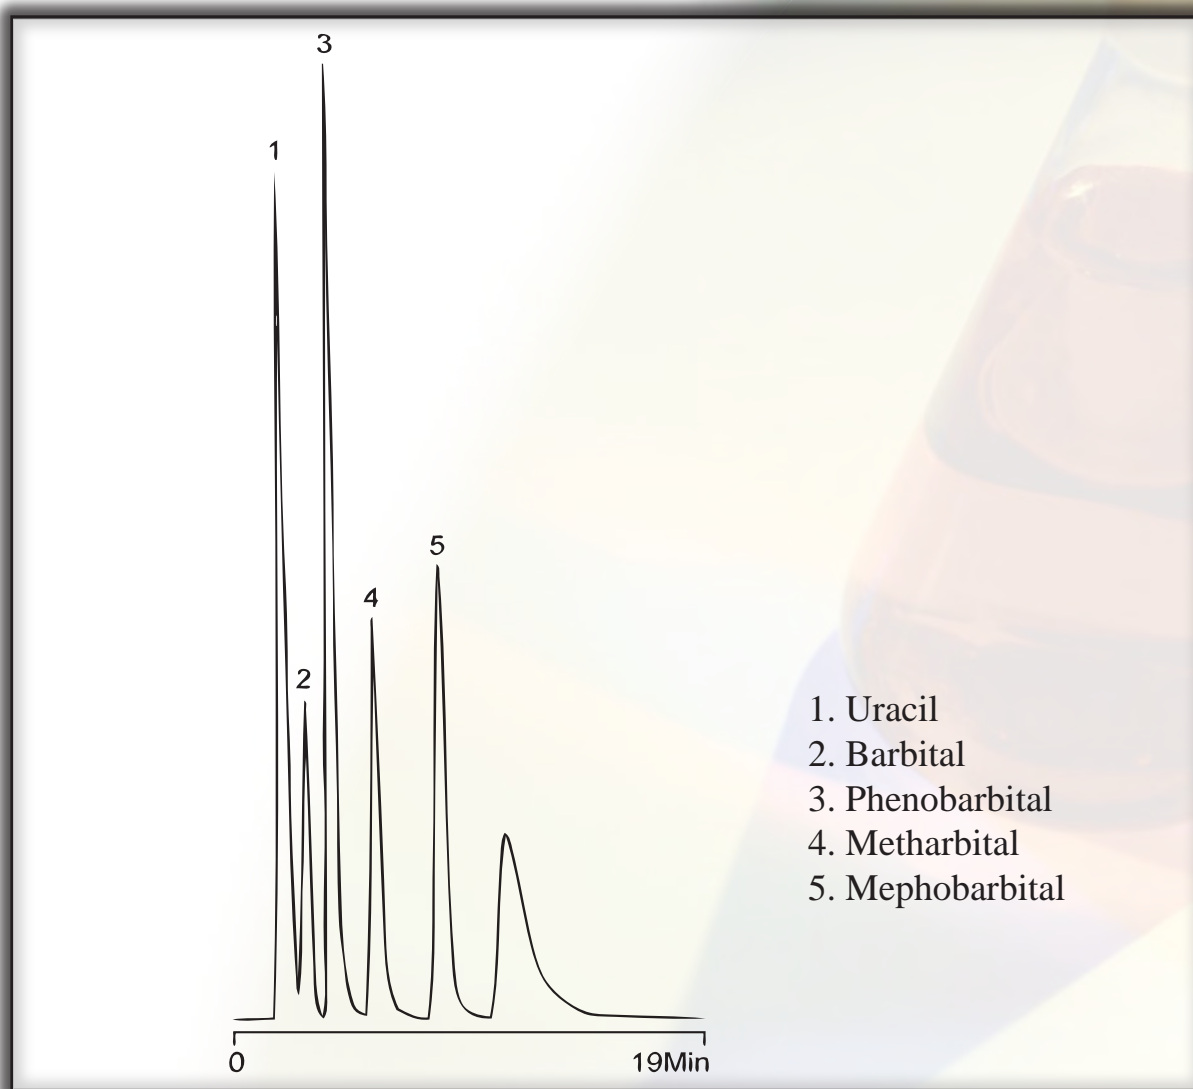 3
1
5
4
2
1. Uracil
2. Barbital
3. Phenobarbital
4. Metharbital
5. Mephobarbital
0 19Min